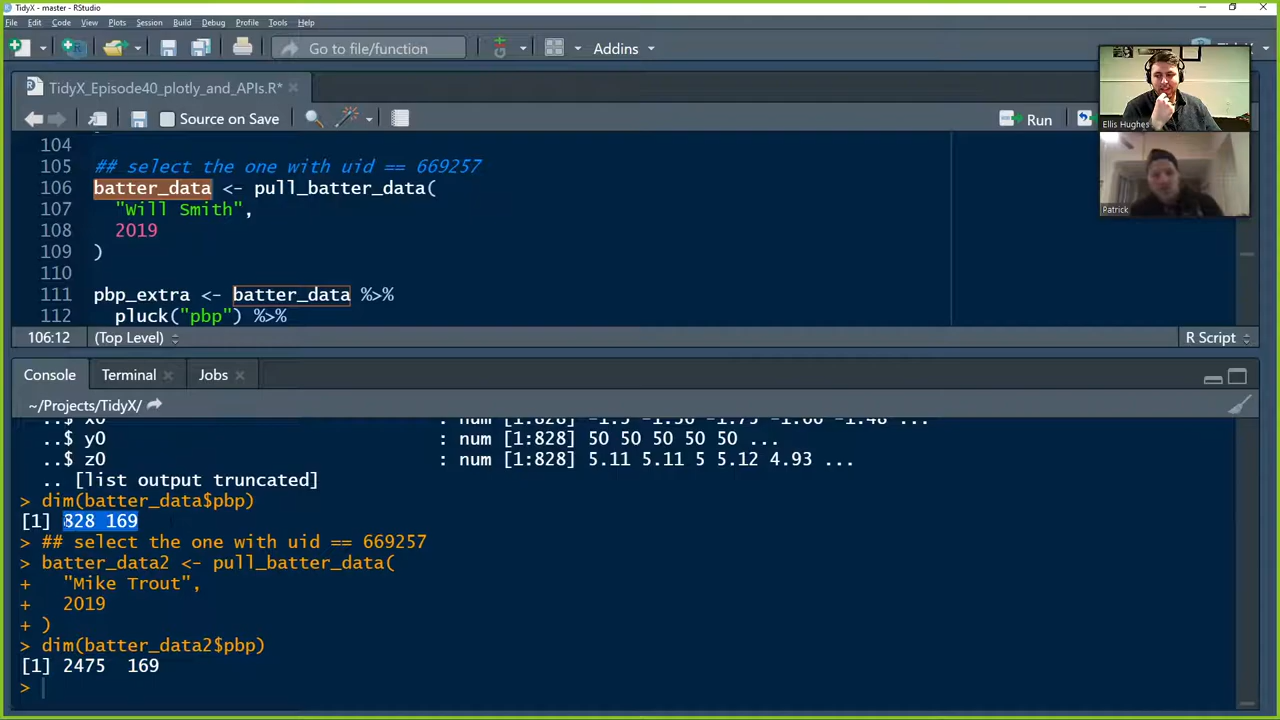 TidyX - master - RStudio
File Edit Code View Plots Session Build Debug Profile Tools Help
Go to file/function
Addins
TidyX_Episode40_plotly_and_APIs.R*
Source on Save
Run
Ellis Hughes
Patrick
104
105 ## select the one with uid == 669257
106 batter_data <- pull_batter_data(
107 "Will Smith",
108 2019
109 )
110
111 pbp_extra <- batter_data %>%
112 pluck("pbp") %>%
106:12 (Top Level) R Script
Console Terminal Jobs
~/Projects/TidyX/
..$ y0 : num [1:828] 50 50 50 50 50 ...
..$ z0 : num [1:828] 5.11 5.11 5 5.12 4.93 ...
.. [list output truncated]
> dim(batter_data$pbp)
[1] 828 169
> ## select the one with uid == 669257
> batter_data2 <- pull_batter_data(
+ "Mike Trout",
+ 2019
+ )
> dim(batter_data2$pbp)
[1] 2475 169
>